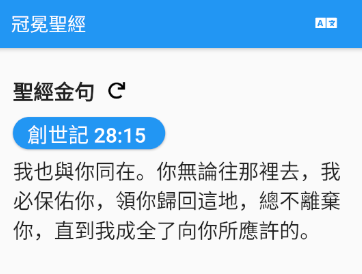 冠冕聖經
聖經金句
創世記 28:15
我也與你同在。你無論往那裡去，我
必保佑你，領你歸回這地，總不離棄
你，直到我成全了向你所應許的。